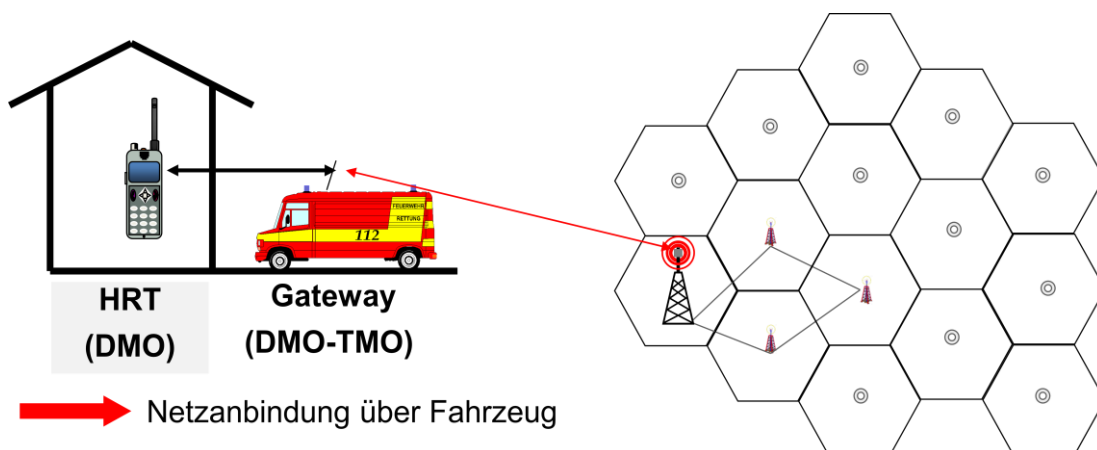 FEUERWEHR
RETTUNG
112
HRT
(DMO)
Gateway
(DMO-TMO)
Netzanbindung über Fahrzeug